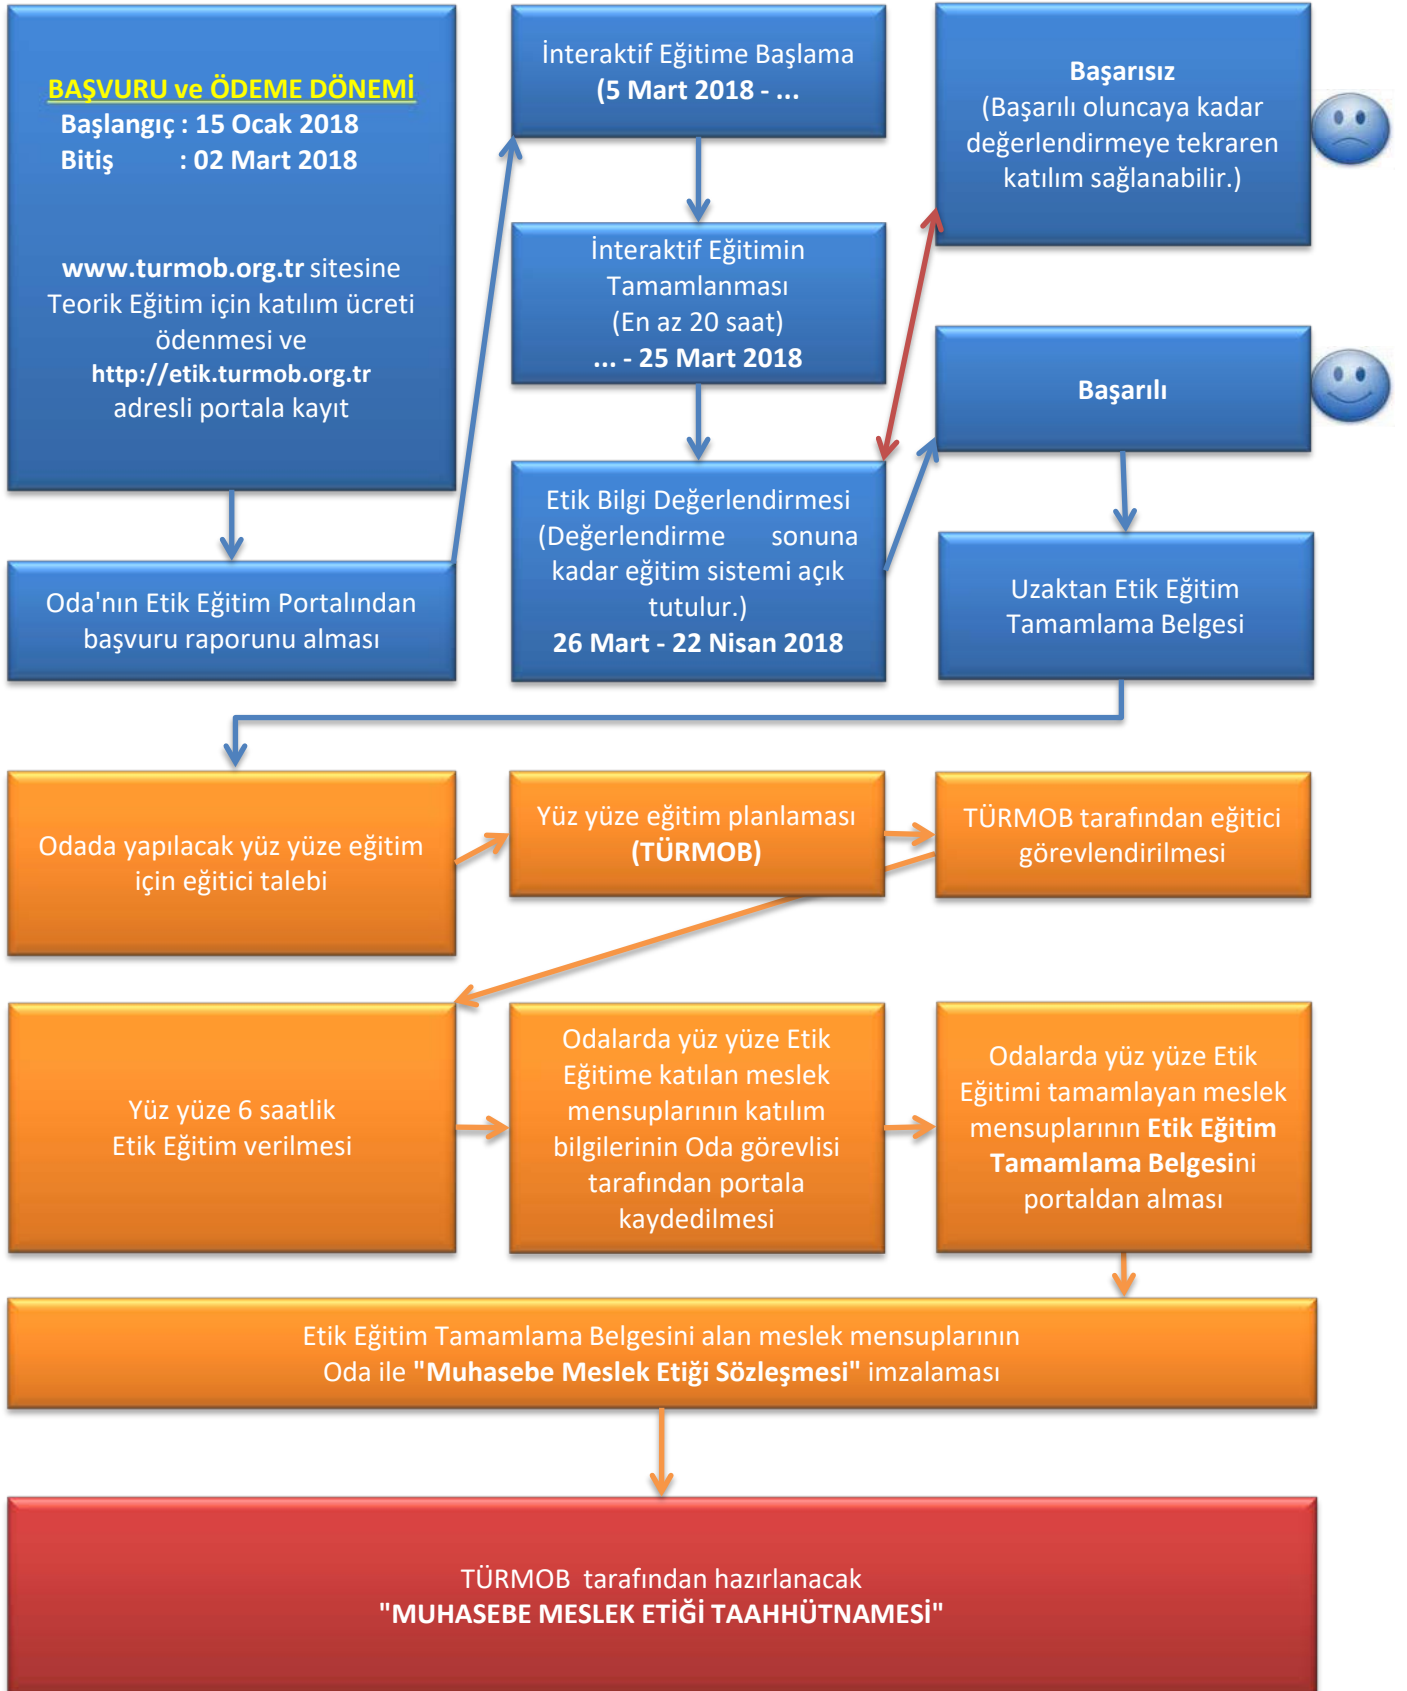 BAŞVURU ve ÖDEME DÖNEMİ
Başlangıç : 15 Ocak 2018
Bitiş : 02 Mart 2018
www.turmob.org.tr sitesine
Teorik Eğitim için katılım ücreti
ödenmesi ve
http://etik.turmob.org.tr
adresli portala kayıt
Oda'nın Etik Eğitim Portalından
başvuru raporunu alması
İnteraktif Eğitime Başlama
(5 Mart 2018 - ...
İnteraktif Eğitimin
Tamamlanması
(En az 20 saat)
... - 25 Mart 2018
Etik Bilgi Değerlendirmesi
(Değerlendirme sonuna
kadar eğitim sistemi açık
tutulur.)
26 Mart - 22 Nisan 2018
Başarısız
(Başarılı oluncaya kadar
değerlendirmeye tekraren
katılım sağlanabilir.)
Başarılı
Uzaktan Etik Eğitim
Tamamlama Belgesi
Odada yapılacak yüz yüze eğitim
için eğitici talebi
Yüz yüze eğitim planlaması
(TÜRMOB)
TÜRMOB tarafından eğitici
görevlendirilmesi
Yüz yüze 6 saatlik
Etik Eğitim verilmesi
Odalarda yüz yüze Etik
Eğitime katılan meslek
mensuplarının katılım
bilgilerinin Oda görevlisi
tarafından portala
kaydedilmesi
Odalarda yüz yüze Etik
Eğitimi tamamlayan meslek
mensuplarının Etik Eğitim
Tamamlama Belgesini
portaldan alması
Etik Eğitim Tamamlama Belgesini alan meslek mensuplarının
Oda ile "Muhasebe Meslek Etiği Sözleşmesi" imzalaması
TÜRMOB tarafından hazırlanacak
"MUHASEBE MESLEK ETİĞİ TAAHHÜTNAMESİ"